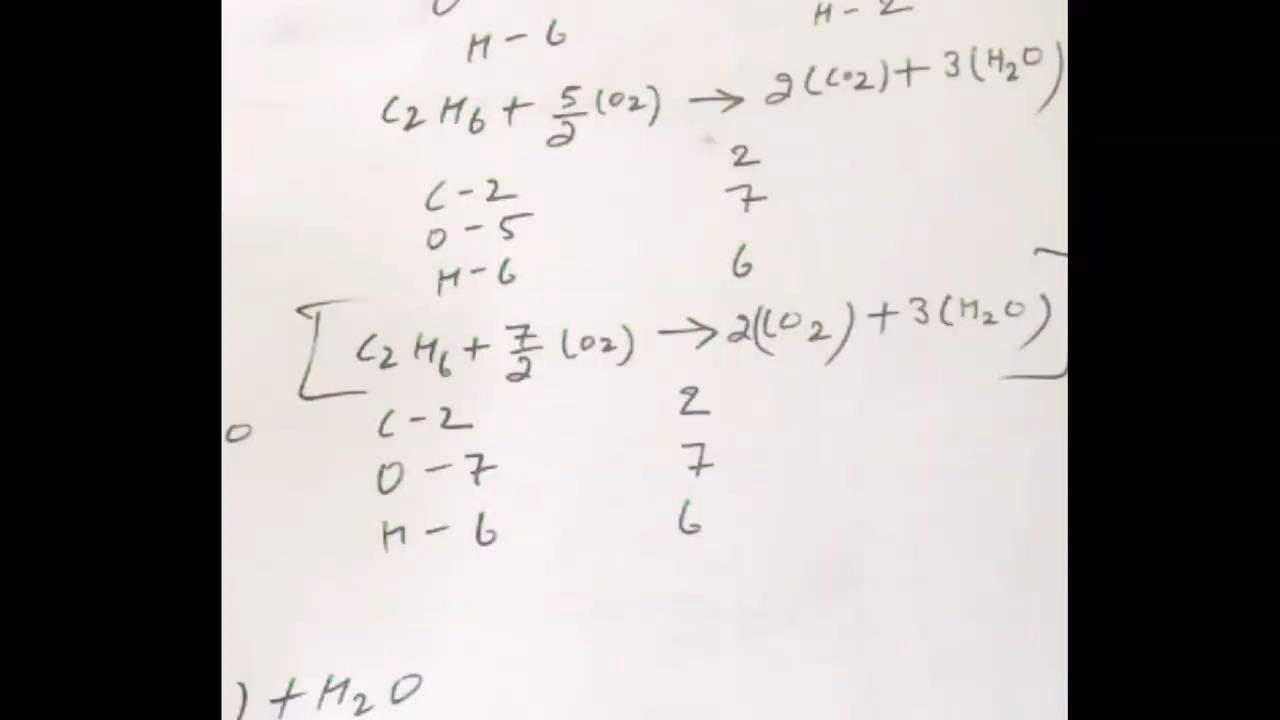 H - 6
H - 2
C2H6 + 5/2 (O2) → 2(CO2) + 3(H2O)
C - 2 2
O - 5 7
H - 6 6
[C2H6 + 7/2 (O2) → 2(CO2) + 3(H2O)]
C - 2 2
O
O - 7 7
H - 6 6
) + H2O